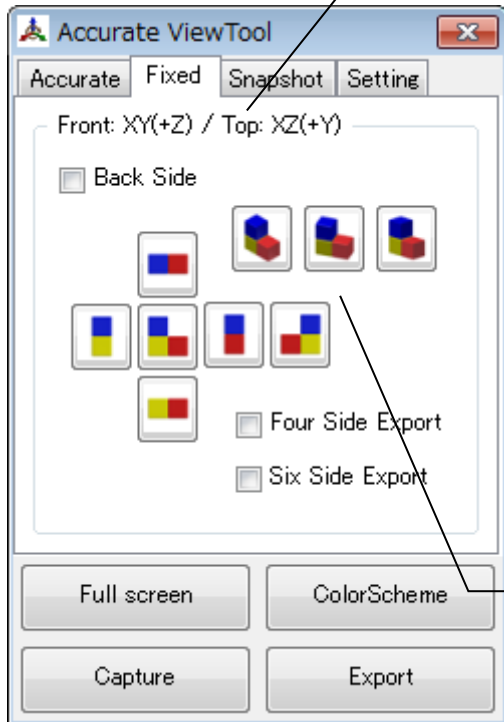 Accurate ViewTool
Accurate Fixed Snapshot Setting
Front: XY(+Z) / Top: XZ(+Y)
Back Side
Four Side Export
Six Side Export
Full screen ColorScheme
Capture Export